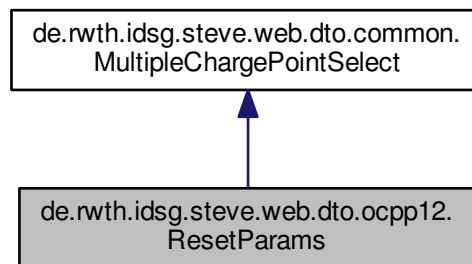 de.rwth.idsg.steve.web.dto.common.
MultipleChargePointSelect
de.rwth.idsg.steve.web.dto.ocpp12.
ResetParams